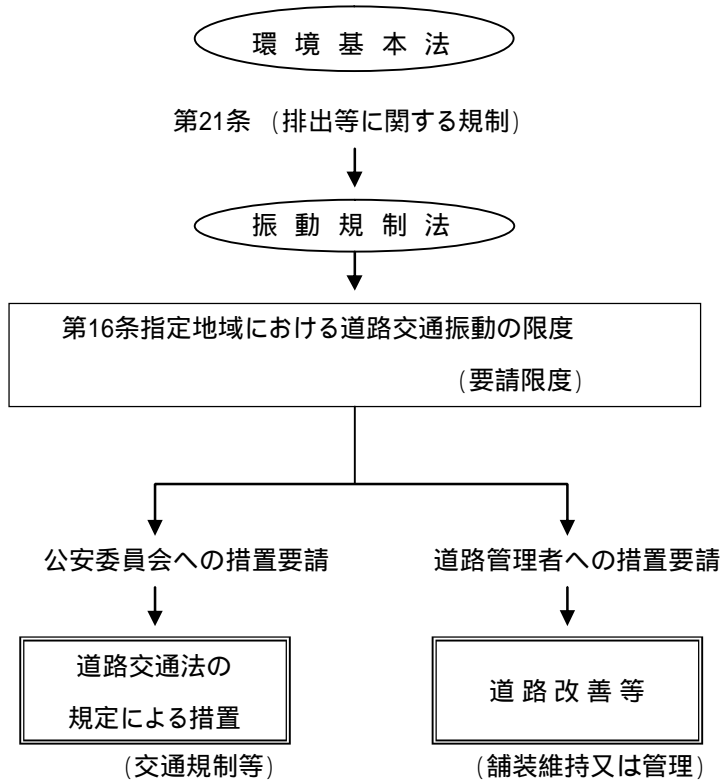 環境基本法
第21条 (排出等に関する規制)
振動規制法
第16条指定地域における道路交通振動の限度
(要請限度)
公安委員会への措置要請
道路管理者への措置要請
道路交通法の
規定による措置
(交通規制等)
道路改善等
(舗装維持又は管理)